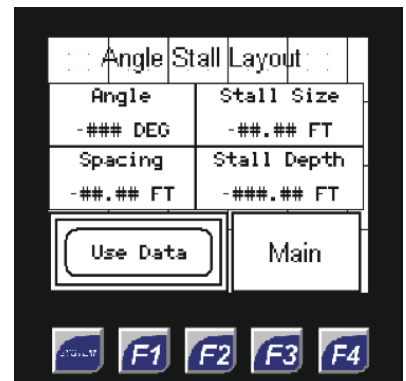 Angle Stall Layout
Angle Stall Size
-### DEG -##.## FT
Spacing Stall Depth
-##.## FT -###.## FT
Use Data Main
F1 F2 F3 F4